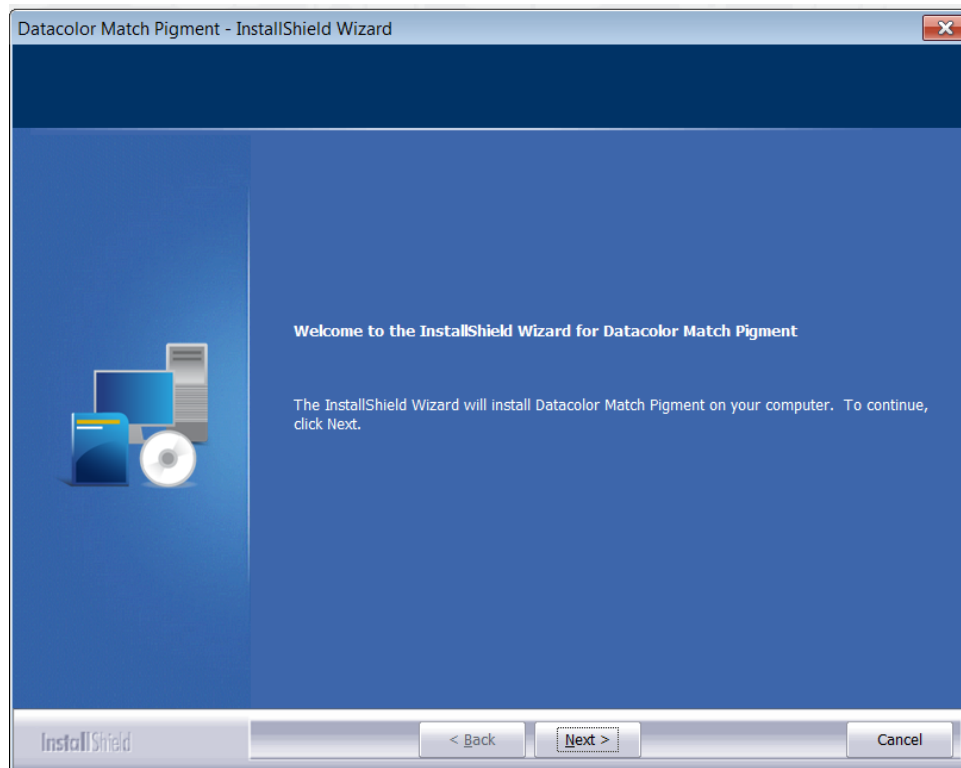 Datacolor Match Pigment - InstallShield Wizard
Welcome to the InstallShield Wizard for Datacolor Match Pigment
The InstallShield Wizard will install Datacolor Match Pigment on your computer.  To continue,
click Next.
InstallShield
< Back
Next >
Cancel